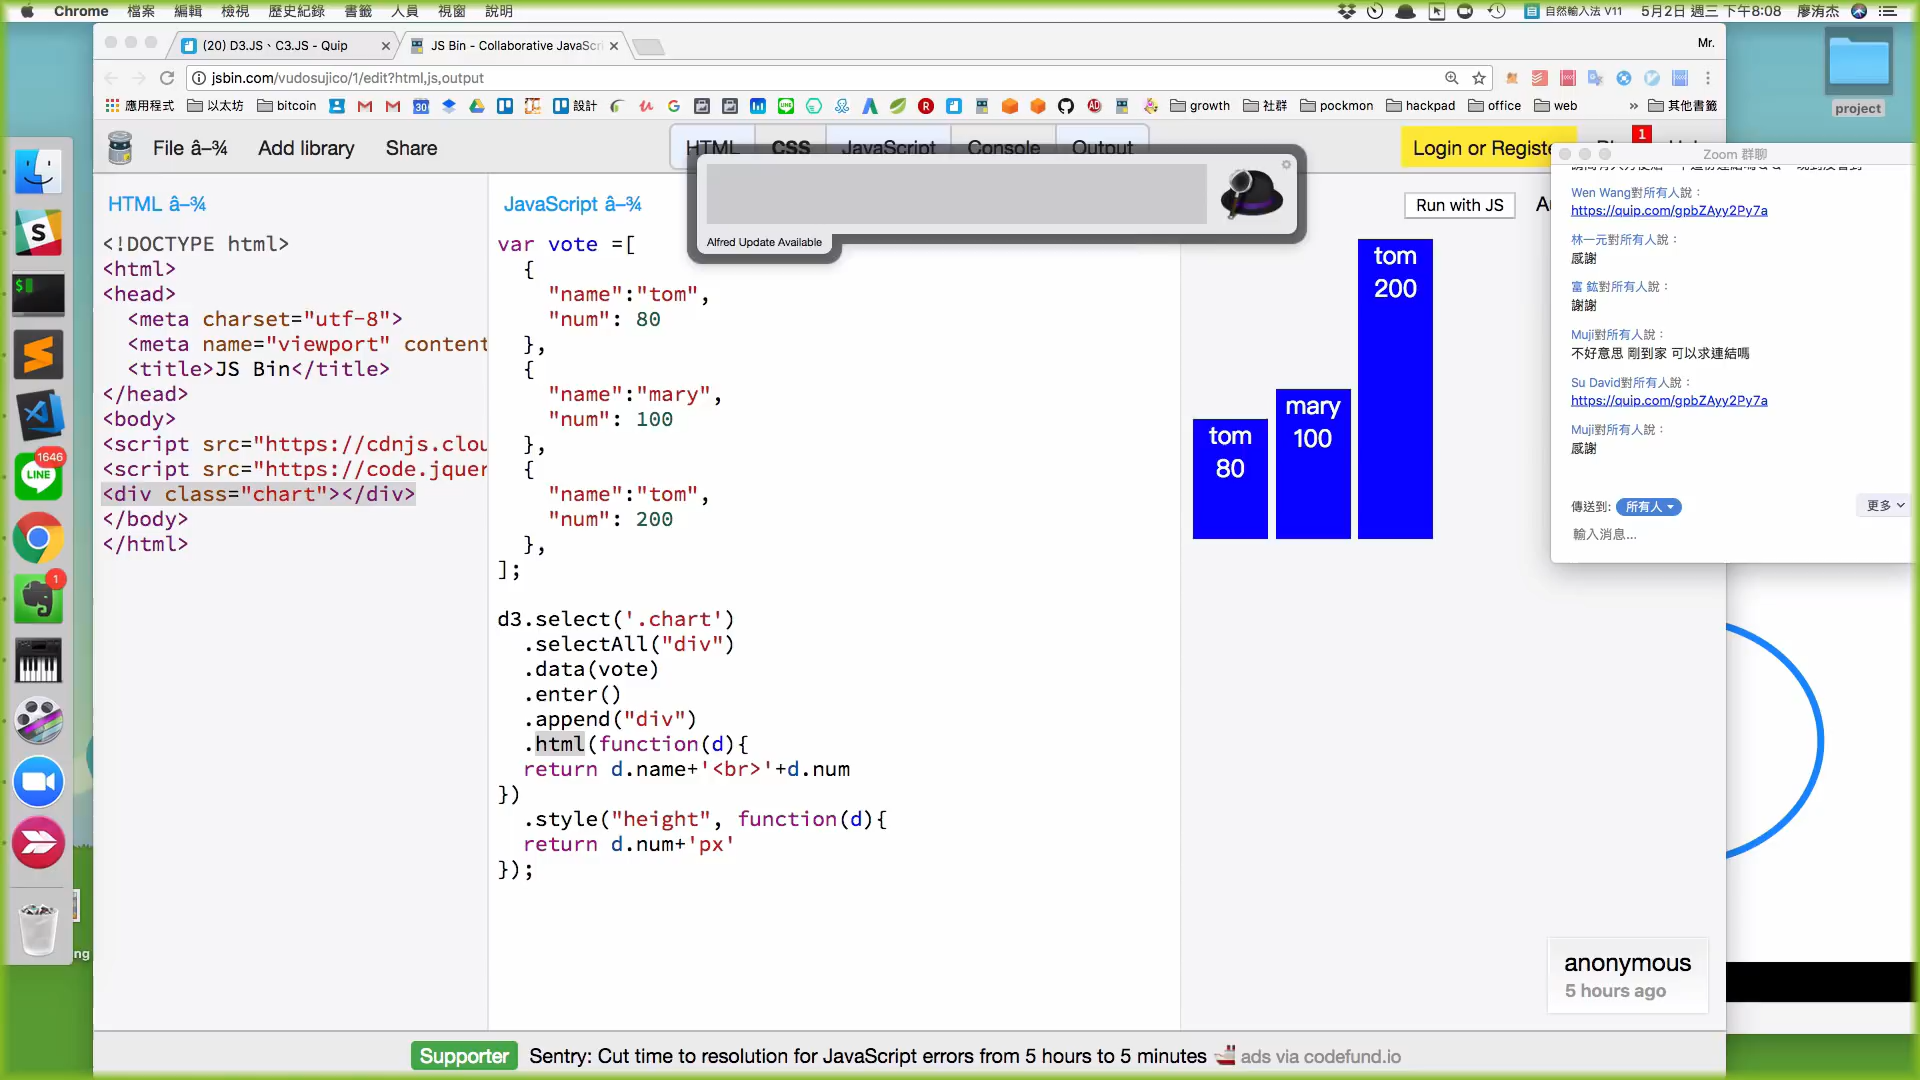 Chrome 檔案 編輯 檢視 歷史紀錄 書籤 人員 視窗 說明
自然輸入法 V11 5月2日 週三 下午8:08 廖洧杰
(20) D3.JS、C3.JS - Quip
JS Bin - Collaborative JavaScri
Mr.
jsbin.com/vudosujico/1/edit?html,js,output
應用程式 以太坊 bitcoin 設計 growth 社群 pockmon hackpad office web » 其他書籤
File â–¾ Add library Share
HTML CSS JavaScript Console Output
Login or Registe
1
Alfred Update Available
HTML â–¾
<!DOCTYPE html>
<html>
<head>
<meta charset="utf-8">
<meta name="viewport" content
<title>JS Bin</title>
</head>
<body>
<script src="https://cdnjs.clou
<script src="https://code.jquer
<div class="chart"></div>
</body>
</html>
JavaScript â–¾
var vote =[
{
"name":"tom",
"num": 80
},
{
"name":"mary",
"num": 100
},
{
"name":"tom",
"num": 200
},
];
d3.select('.chart')
.selectAll("div")
.data(vote)
.enter()
.append("div")
.html(function(d){
return d.name+'<br>'+d.num
})
.style("height", function(d){
return d.num+'px'
});
Run with JS
tom
80
mary
100
tom
200
Zoom 群聊
Wen Wang對所有人說：
https://quip.com/gpbZAyy2Py7a
林一元對所有人說：
感謝
富 鈜對所有人說：
謝謝
Muji對所有人說：
不好意思 剛到家 可以求連結嗎
Su David對所有人說：
https://quip.com/gpbZAyy2Py7a
Muji對所有人說：
感謝
傳送到: 所有人
更多
輸入消息...
project
1646
LINE
1
30
ng
anonymous
5 hours ago
Supporter Sentry: Cut time to resolution for JavaScript errors from 5 hours to 5 minutes ads via codefund.io